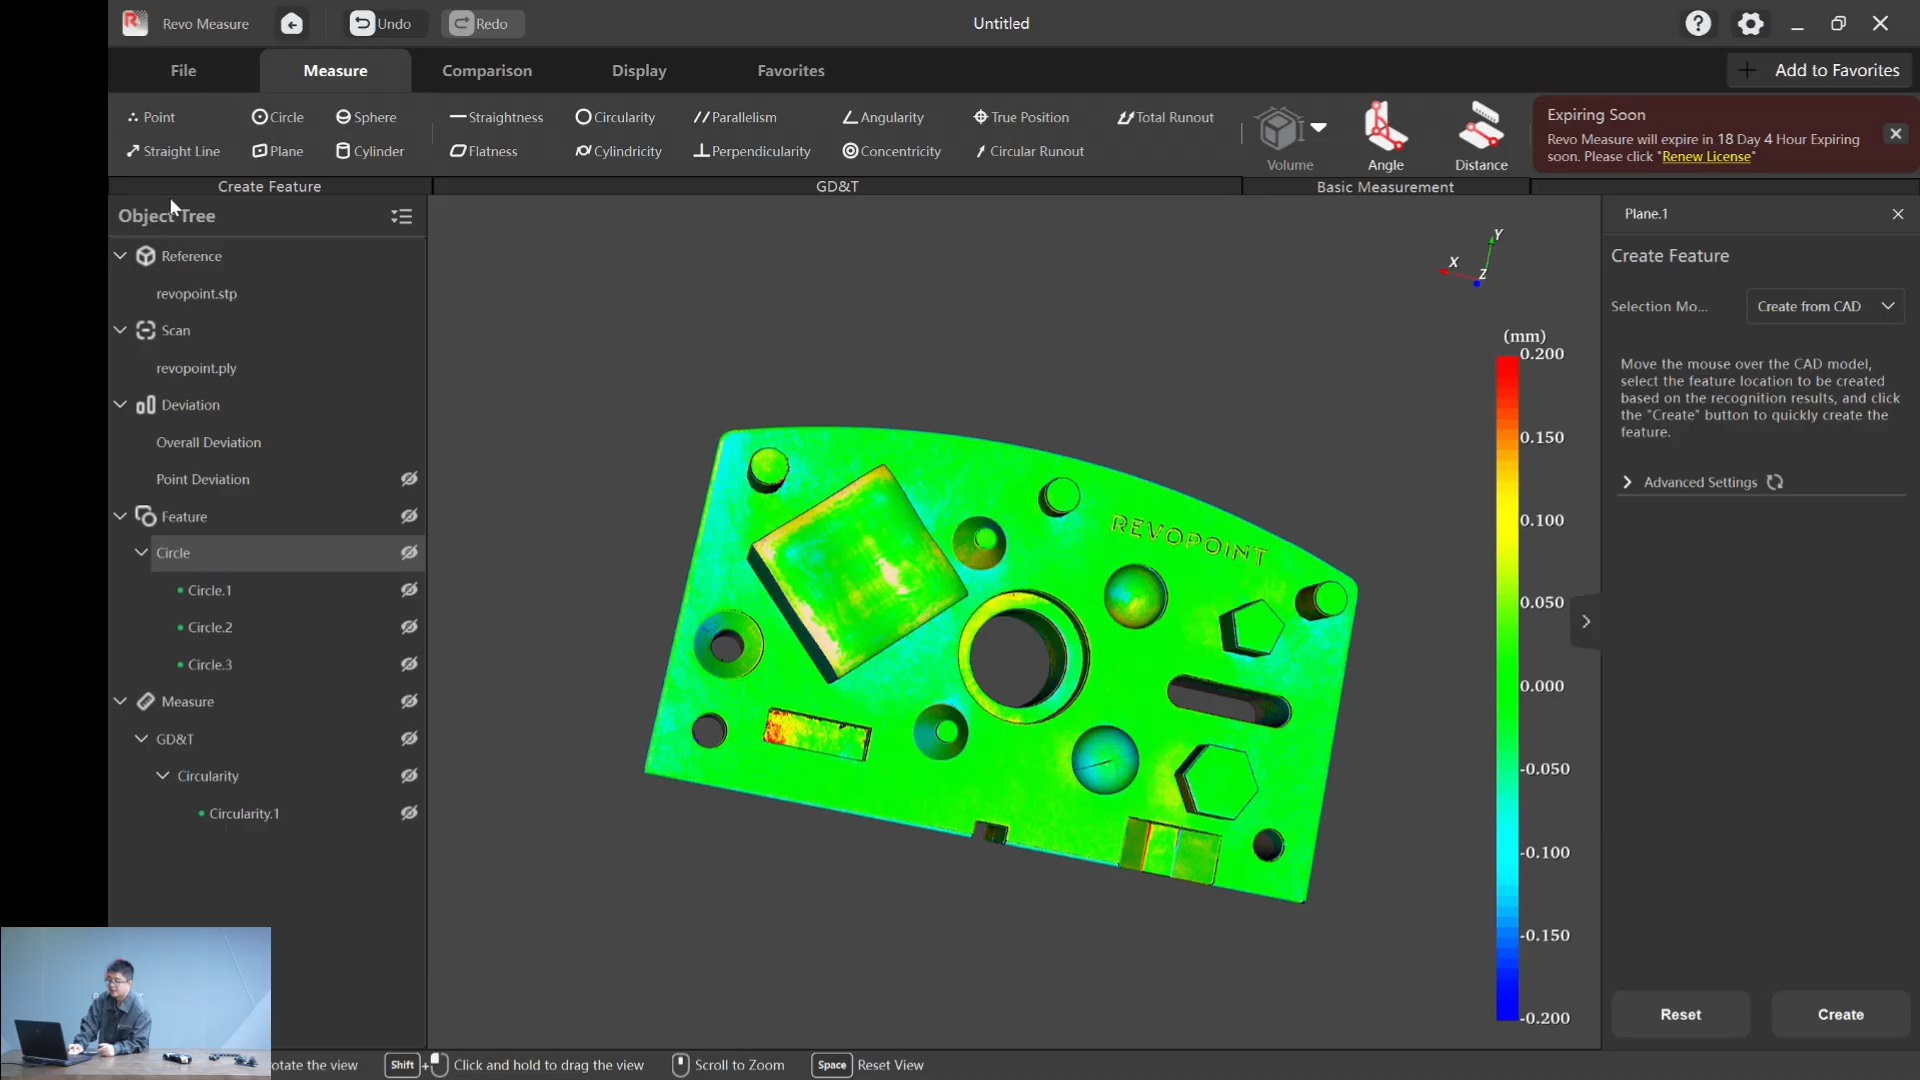 Revo Measure
Undo
Redo
Untitled
File
Measure
Comparison
Display
Favorites
Add to Favorites
Point
Circle
Sphere
Straightness
Circularity
Parallelism
Angularity
True Position
Total Runout
Straight Line
Plane
Cylinder
Flatness
Cylindricity
Perpendicularity
Concentricity
Circular Runout
Volume
Angle
Distance
Expiring Soon
Revo Measure will expire in 18 Day 4 Hour Expiring
soon. Please click "Renew License"
Create Feature
GD&T
Basic Measurement
Object Tree
Reference
revopoint.stp
Scan
revopoint.ply
Deviation
Overall Deviation
Point Deviation
Feature
Circle
Circle.1
Circle.2
Circle.3
Measure
GD&T
Circularity
Circularity.1
Y
X
Z
REVOPOINT
(mm)
0.200
0.150
0.100
0.050
0.000
-0.050
-0.100
-0.150
-0.200
Plane.1
Create Feature
Selection Mo...
Create from CAD
Move the mouse over the CAD model,
select the feature location to be created
based on the recognition results, and click
the "Create" button to quickly create the
feature.
Advanced Settings
Reset
Create
otate the view
Shift + Click and hold to drag the view
Scroll to Zoom
Space Reset View